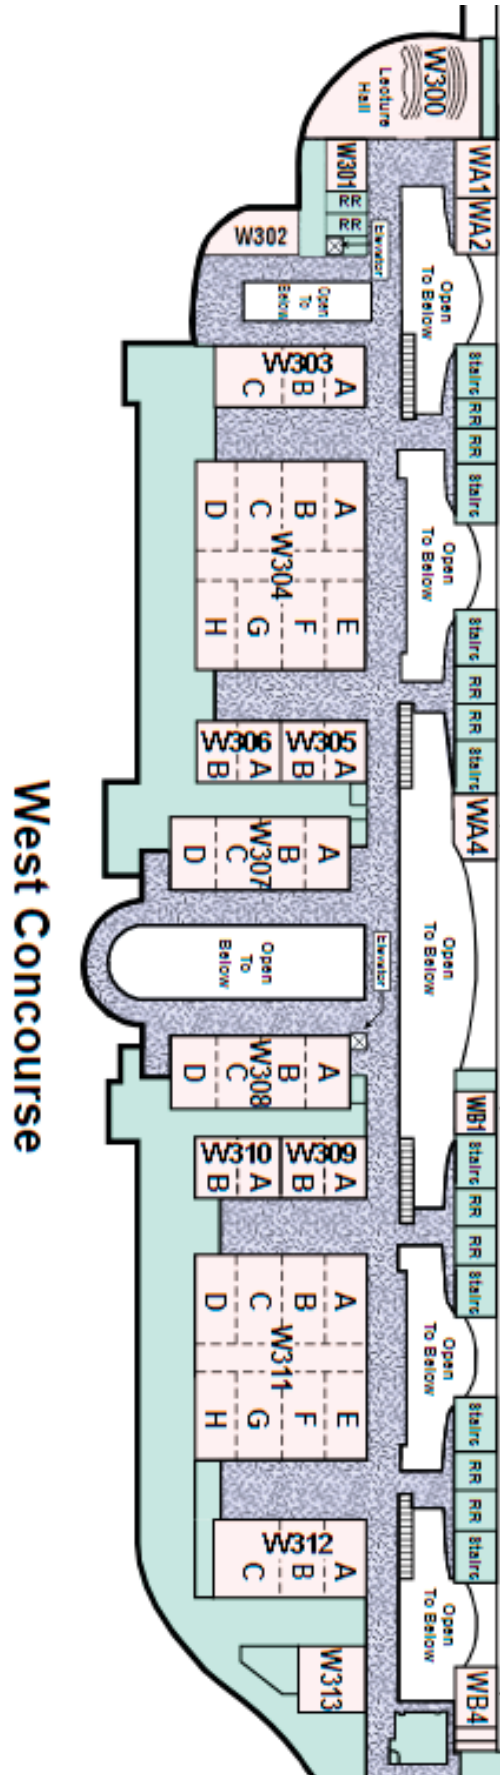 W300
Lecture
Hall
WA1
WA2
W301
RR
RR
Elevator
W302
Open
To
Below
Open
To Below
W303
A
B
C
Stairs
RR
RR
Stairs
W304
A
B
C
D
E
F
G
H
Open
To Below
Stairs
RR
RR
Stairs
W305
A
B
W306
A
B
WA4
W307
A
B
C
D
Open
To
Below
Elevator
Open
To Below
W308
A
B
C
D
WB1
W309
A
B
W310
A
B
Stairs
RR
RR
Stairs
W311
A
B
C
D
E
F
G
H
Open
To Below
Stairs
RR
RR
Stairs
W312
A
B
C
Open
To Below
W313
WB4
West Concourse